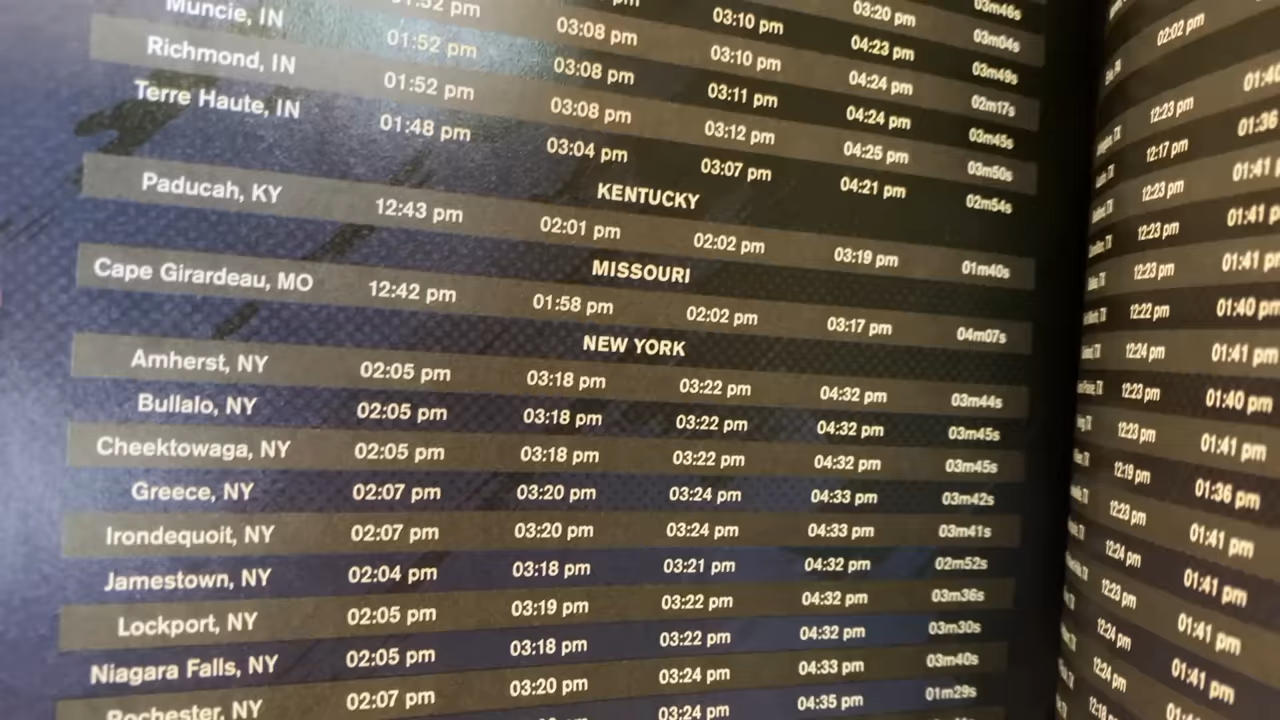 03m46s
03:20 pm 03m04s
03:10 pm 04:23 pm 03m49s
pm 03:08 pm 03:10 pm 04:24 pm 02m17s
Muncie, IN 01:52 pm 03:08 pm 03:11 pm 04:24 pm 03m45s
Richmond, IN 01:52 pm 03:08 pm 03:12 pm 04:25 pm 03m50s
Terre Haute, IN 01:48 pm 03:04 pm 03:07 pm 04:21 pm 02m54s
KENTUCKY
Paducah, KY 12:43 pm 02:01 pm 02:02 pm 03:19 pm 01m40s
MISSOURI
Cape Girardeau, MO 12:42 pm 01:58 pm 02:02 pm 03:17 pm 04m07s
NEW YORK
Amherst, NY 02:05 pm 03:18 pm 03:22 pm 04:32 pm 03m44s
Bullalo, NY 02:05 pm 03:18 pm 03:22 pm 04:32 pm 03m45s
Cheektowaga, NY 02:05 pm 03:18 pm 03:22 pm 04:32 pm 03m45s
Greece, NY 02:07 pm 03:20 pm 03:24 pm 04:33 pm 03m42s
Irondequoit, NY 02:07 pm 03:20 pm 03:24 pm 04:33 pm 03m41s
Jamestown, NY 02:04 pm 03:18 pm 03:21 pm 04:32 pm 02m52s
Lockport, NY 02:05 pm 03:19 pm 03:22 pm 04:32 pm 03m36s
Niagara Falls, NY 02:05 pm 03:18 pm 03:22 pm 04:32 pm 03m30s
Rochester, NY 02:07 pm 03:20 pm 03:24 pm 04:33 pm 03m40s
03:24 pm 04:35 pm 01m29s
02:02 pm
12:23 pm
12:17 pm 01:36
12:23 pm 01:41
12:23 pm 01:41 pm
12:23 pm 01:41 pm
12:22 pm 01:40 pm
12:24 pm 01:41 pm
12:23 pm 01:40 pm
12:23 pm 01:41 pm
12:19 pm 01:36 pm
12:23 pm 01:41 pm
12:24 pm 01:41 pm
12:23 pm 01:41 pm
12:24 pm 01:41 pm
12:24 pm